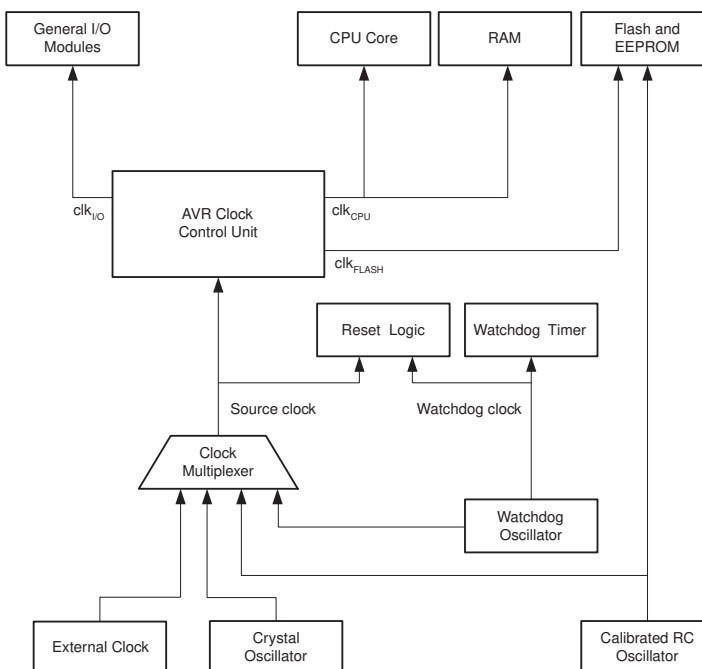 General I/O
Modules
CPU Core
RAM
Flash and
EEPROM
clkI/O
AVR Clock
Control Unit
clkCPU
clkFLASH
Reset Logic
Watchdog Timer
Source clock
Watchdog clock
Clock
Multiplexer
Watchdog
Oscillator
External Clock
Crystal
Oscillator
Calibrated RC
Oscillator